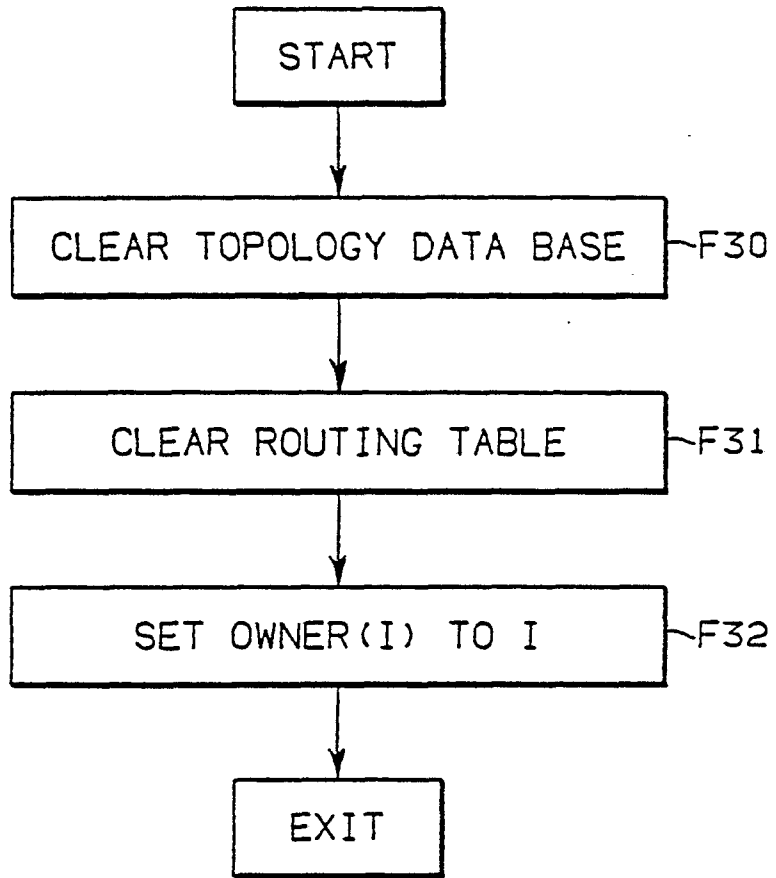 START
CLEAR TOPOLOGY DATA BASE F30
CLEAR ROUTING TABLE F31
SET OWNER(I) TO I F32
EXIT